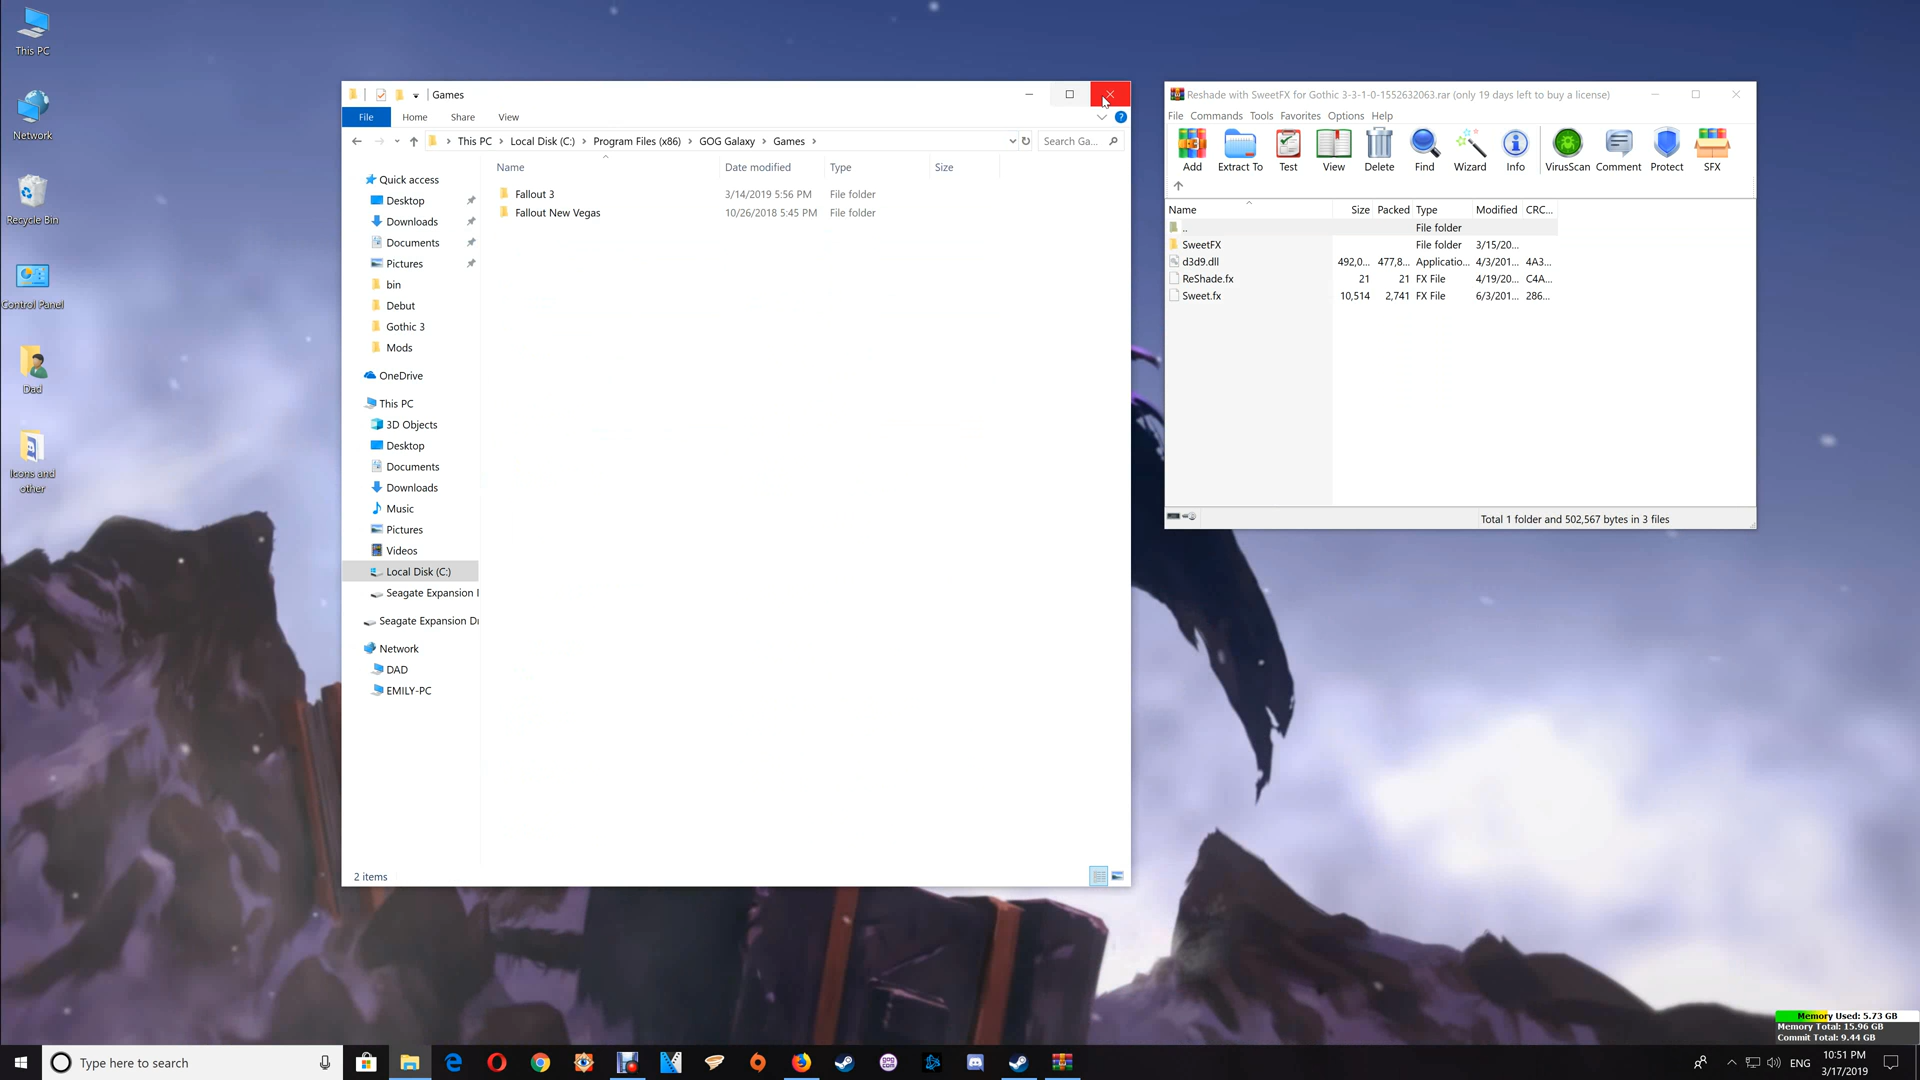 This PC
Network
Recycle Bin
Control Panel
Dad
Icons and
other
Games
File
Home
Share
View
This PC
Local Disk (C:)
Program Files (x86)
GOG Galaxy
Games
Search Ga...
Name
Date modified
Type
Size
Fallout 3
3/14/2019 5:56 PM
File folder
Fallout New Vegas
10/26/2018 5:45 PM
File folder
Quick access
Desktop
Downloads
Documents
Pictures
bin
Debut
Gothic 3
Mods
OneDrive
This PC
3D Objects
Desktop
Documents
Downloads
Music
Pictures
Videos
Local Disk (C:)
Seagate Expansion
Seagate Expansion Dr
Network
DAD
EMILY-PC
2 items
Reshade with SweetFX for Gothic 3-3-1-0-1552632063.rar (only 19 days left to buy a license)
File Commands Tools Favorites Options Help
Add
Extract To
Test
View
Delete
Find
Wizard
Info
VirusScan
Comment
Protect
SFX
Name
Size
Packed
Type
Modified
CRC...
..
File folder
SweetFX
File folder
3/15/20...
d3d9.dll
492,0...
477,8...
Applicatio...
4/3/201...
4A3...
ReShade.fx
21
21
FX File
4/19/20...
C4A...
Sweet.fx
10,514
2,741
FX File
6/3/201...
286...
Total 1 folder and 502,567 bytes in 3 files
Memory Used: 5.73 GB
Memory Total: 15.96 GB
Commit Total: 9.44 GB
Type here to search
ENG
10:51 PM
3/17/2019